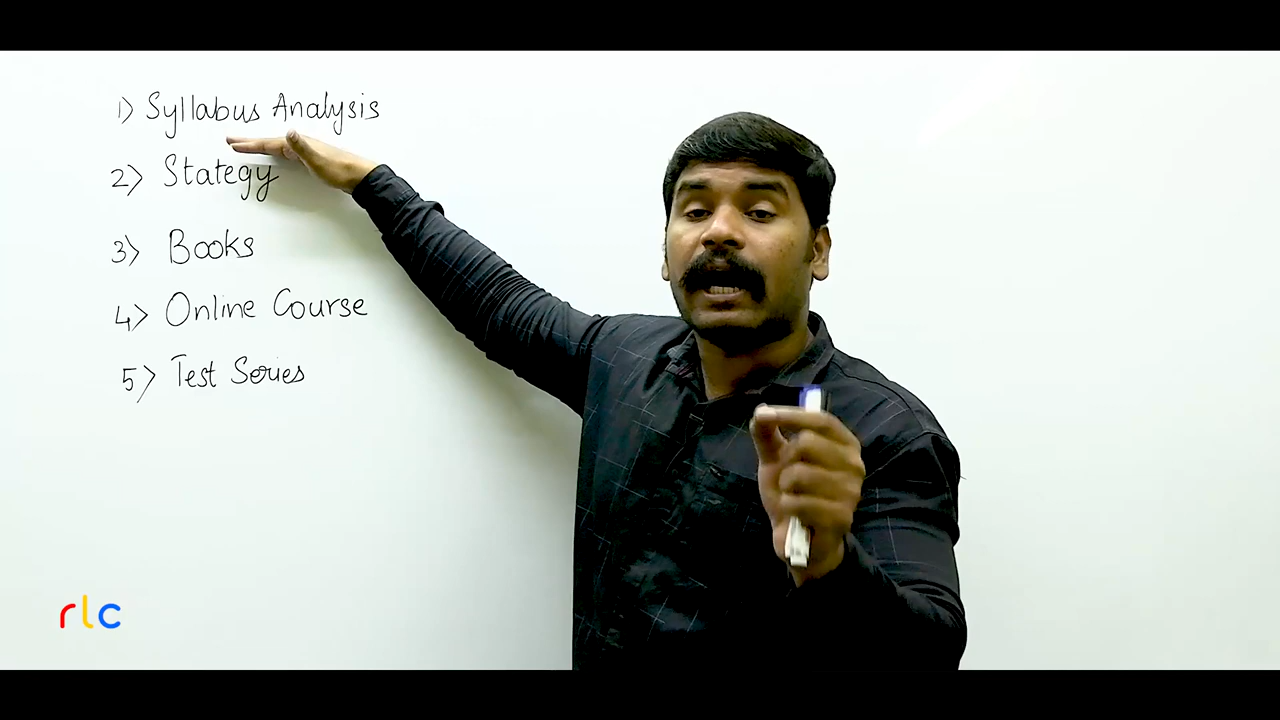 1) Syllabus Analysis
2) Stategy
3) Books
4) Online Course
5) Test Series
rlc